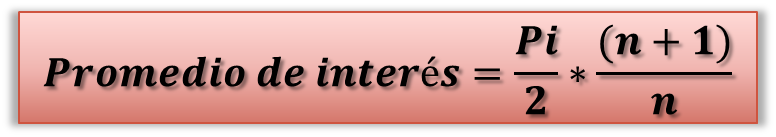 Promedio de interés = Pi/2 * (n + 1)/n